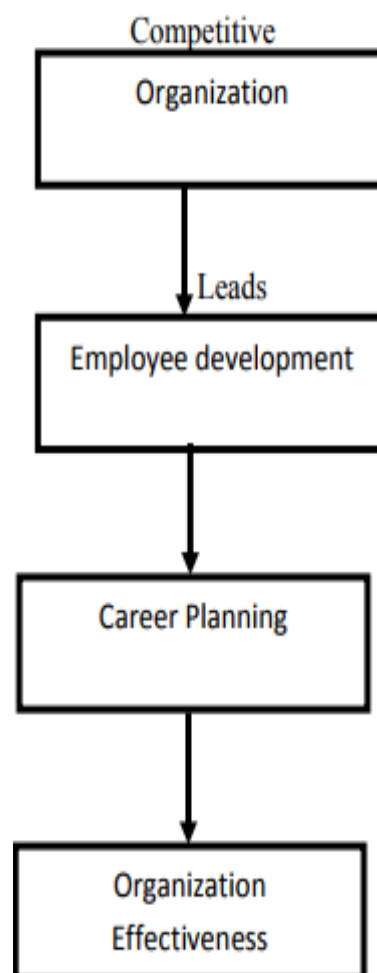 Competitive
Organization
Leads
Employee development
Career Planning
Organization
Effectiveness